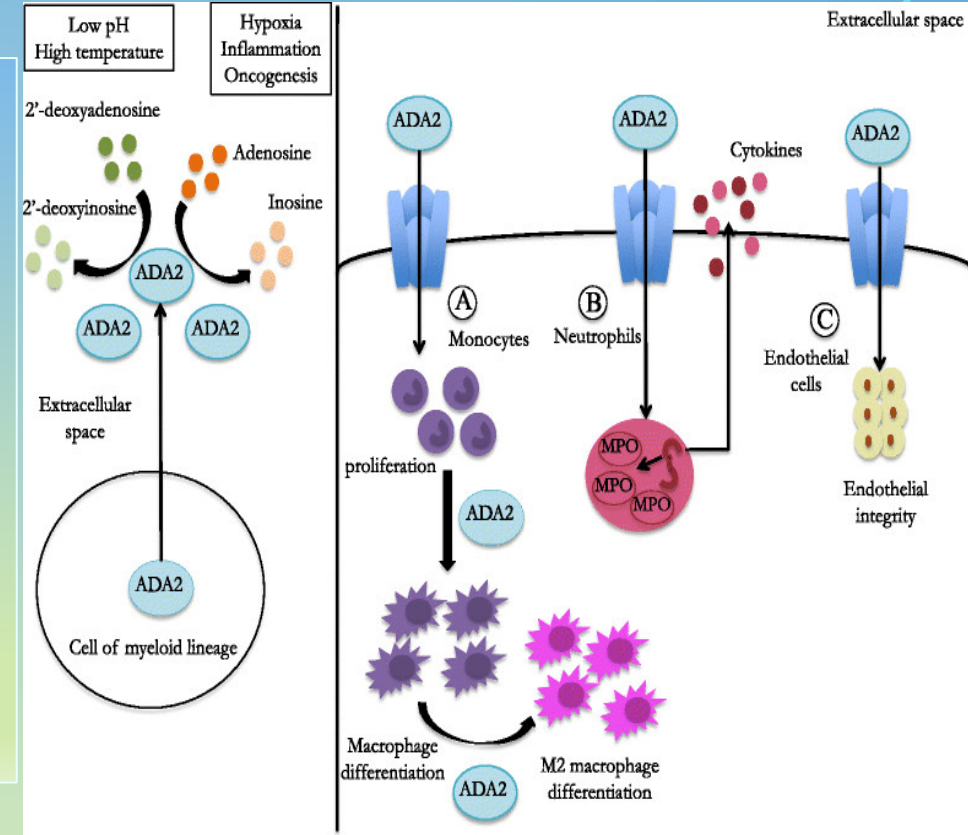 Low pH
High temperature
Hypoxia
Inflammation
Oncogenesis
2'-deoxyadenosine
Adenosine
2'-deoxyinosine
Inosine
ADA2
ADA2
ADA2
Extracellular
space
ADA2
Cell of myeloid lineage
Extracellular space
ADA2
ADA2
ADA2
Cytokines
A
Monocytes
B
Neutrophils
C
Endothelial
cells
proliferation
MPO
MPO
MPO
Endothelial
integrity
ADA2
Macrophage
differentiation
ADA2
M2 macrophage
differentiation